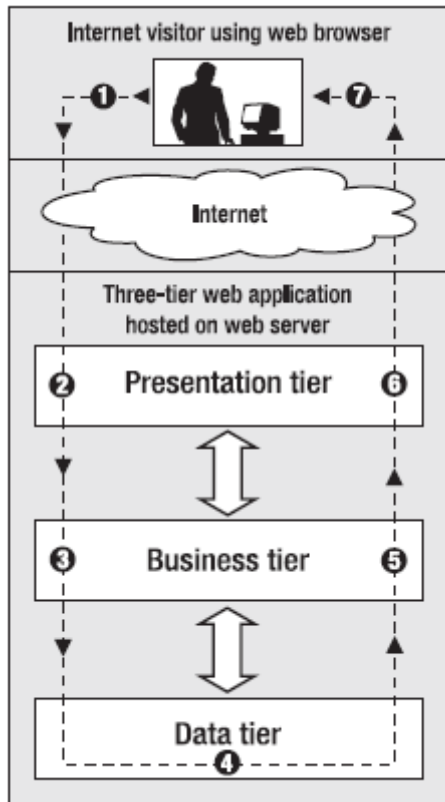 Internet visitor using web browser
1 7
Internet
Three-tier web application
hosted on web server
2 Presentation tier 6
3 Business tier 5
Data tier
4